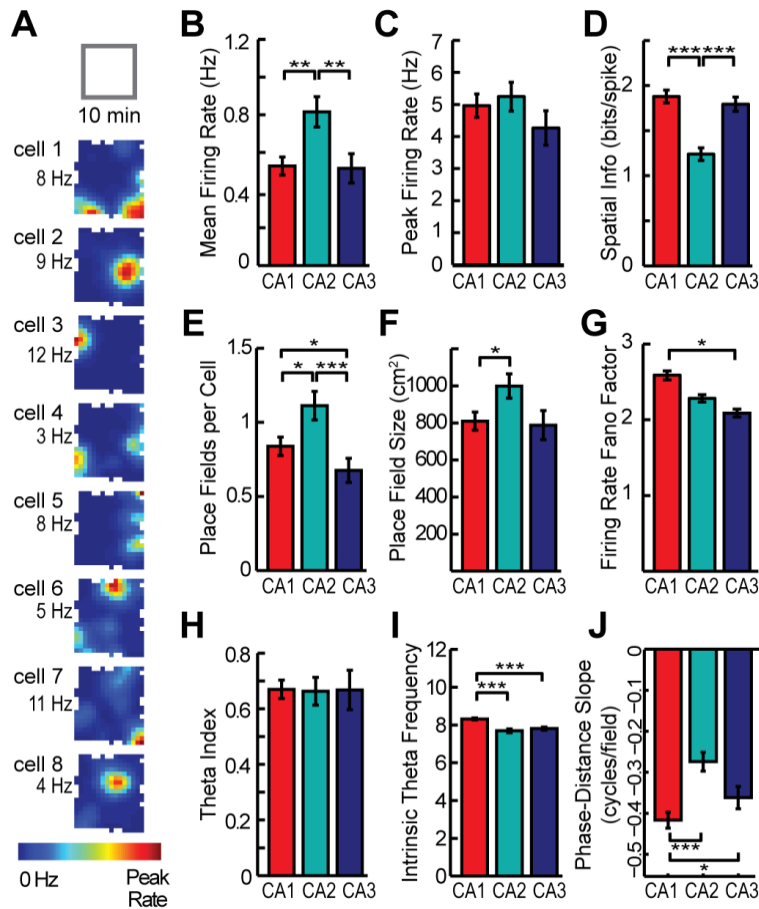 A
10 min
cell 1
8 Hz
cell 2
9 Hz
cell 3
12 Hz
cell 4
3 Hz
cell 5
8 Hz
cell 6
5 Hz
cell 7
11 Hz
cell 8
4 Hz
0 Hz
Peak
Rate
B
Mean Firing Rate (Hz)
1.2
0.8
0.4
0
** **
CA1 CA2 CA3
C
Peak Firing Rate (Hz)
7
6
5
4
3
2
1
0
CA1 CA2 CA3
D
Spatial Info (bits/spike)
2
1
0
*** ***
CA1 CA2 CA3
E
Place Fields per Cell
1.5
1
0.5
0
*
* ***
CA1 CA2 CA3
F
Place Field Size (cm²)
1000
800
600
400
200
*
CA1 CA2 CA3
G
Firing Rate Fano Factor
3
2
1
*
CA1 CA2 CA3
H
Theta Index
0.8
0.6
0.4
0.2
0
CA1 CA2 CA3
I
Intrinsic Theta Frequency
12
10
8
6
4
2
0
***
***
CA1 CA2 CA3
J
Phase-Distance Slope
(cycles/field)
0
−0.1
−0.2
−0.3
−0.4
−0.5
***
*
CA1 CA2 CA3